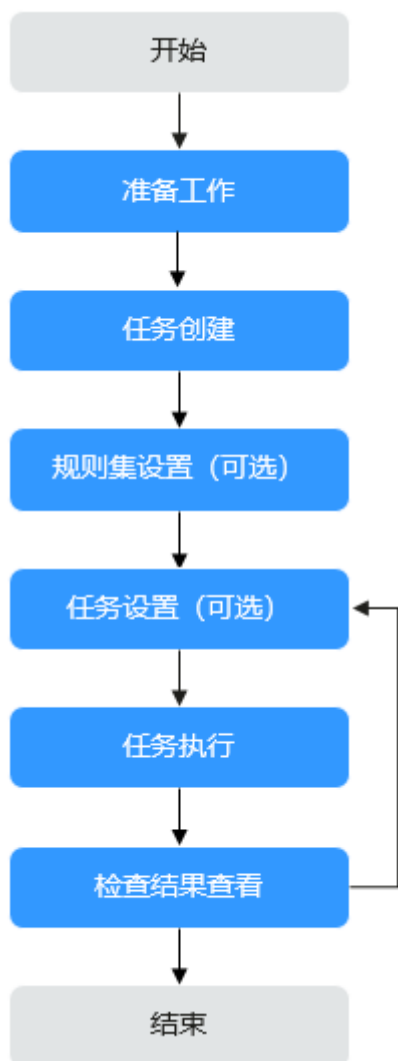 开始
准备工作
任务创建
规则集设置（可选）
任务设置（可选）
任务执行
检查结果查看
结束